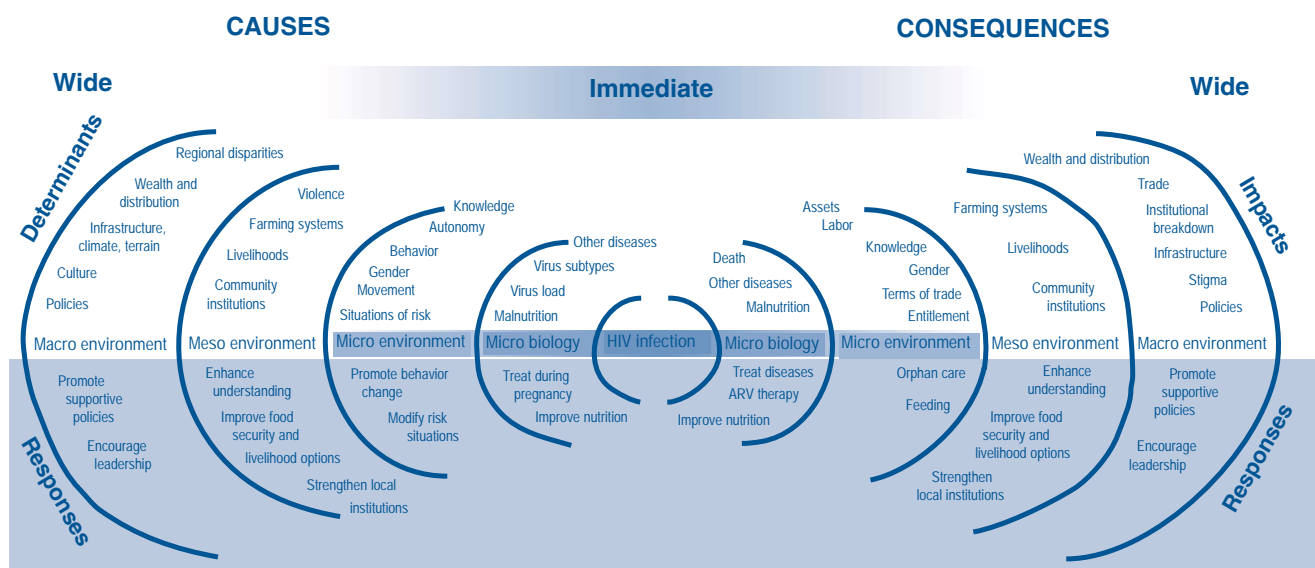 CAUSES
CONSEQUENCES
Wide
Immediate
Wide
Determinants
Regional disparities
Wealth and
distribution
Infrastructure,
climate, terrain
Culture
Policies
Macro environment
Violence
Farming systems
Livelihoods
Community
institutions
Meso environment
Knowledge
Autonomy
Behavior
Gender
Movement
Situations of risk
Micro environment
Other diseases
Virus subtypes
Virus load
Malnutrition
Micro biology
HIV infection
Death
Other diseases
Malnutrition
Micro biology
Assets
Labor
Knowledge
Gender
Terms of trade
Entitlement
Micro environment
Farming systems
Livelihoods
Community
institutions
Meso environment
Wealth and distribution
Trade
Institutional
breakdown
Infrastructure
Stigma
Policies
Macro environment
Impacts
Responses
Promote
supportive
policies
Encourage
leadership
Enhance
understanding
Improve food
security and
livelihood options
Strengthen local
institutions
Promote behavior
change
Modify risk
situations
Treat during
pregnancy
Improve nutrition
Treat diseases
ARV therapy
Improve nutrition
Orphan care
Feeding
Strengthen
local institutions
Enhance
understanding
Improve food
security and
livelihood options
Promote
supportive
policies
Encourage
leadership
Responses